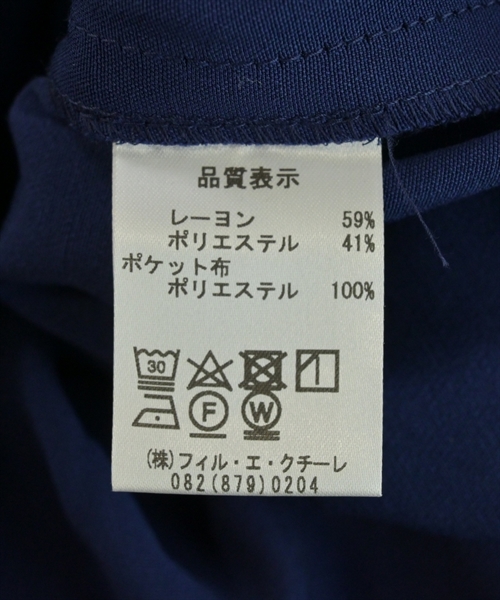 品質表示
レーヨン 59%
ポリエステル 41%
ポケット布
ポリエステル 100%
30
F W
(株)フィル・エ・クチーレ
082(879)0204